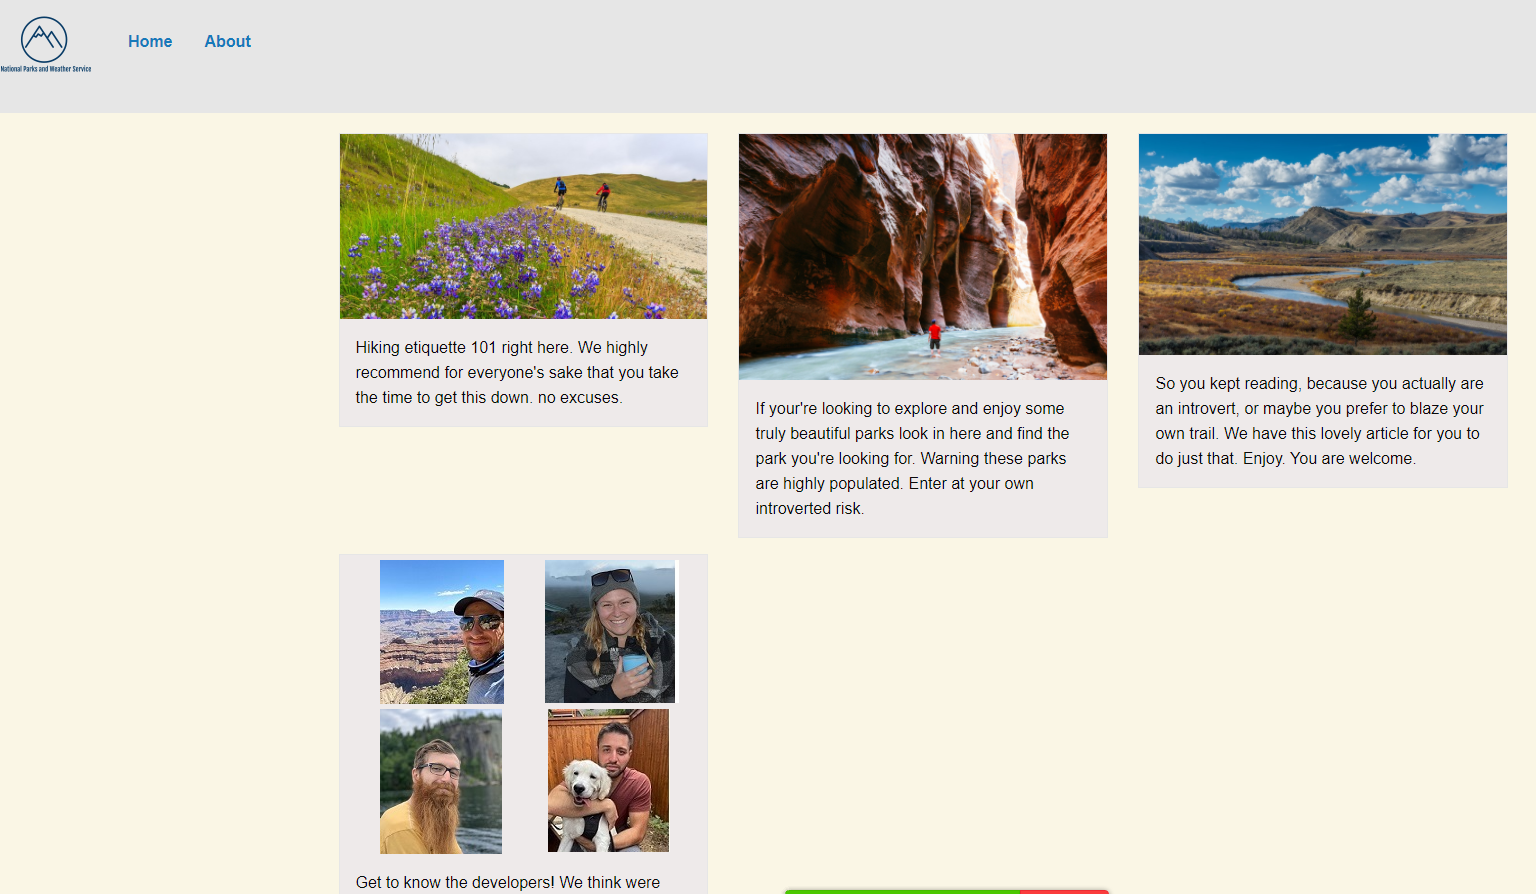 National Parks and Weather Service
Home
About
Hiking etiquette 101 right here. We highly
recommend for everyone's sake that you take
the time to get this down. no excuses.
If your're looking to explore and enjoy some
truly beautiful parks look in here and find the
park you're looking for. Warning these parks
are highly populated. Enter at your own
introverted risk.
So you kept reading, because you actually are
an introvert, or maybe you prefer to blaze your
own trail. We have this lovely article for you to
do just that. Enjoy. You are welcome.
Get to know the developers! We think were